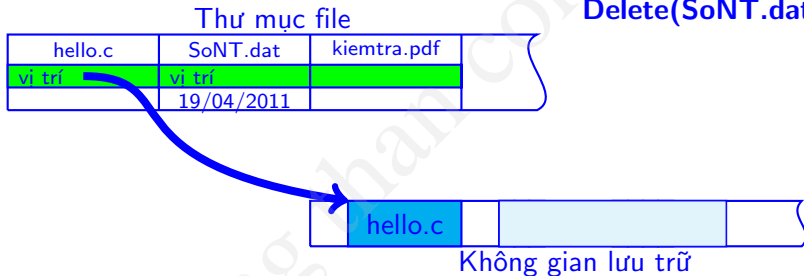 Thư mục file
Delete(SoNT.dat
hello.c SoNT.dat kiemtra.pdf
vị trí vị trí
19/04/2011
hello.c
Không gian lưu trữ